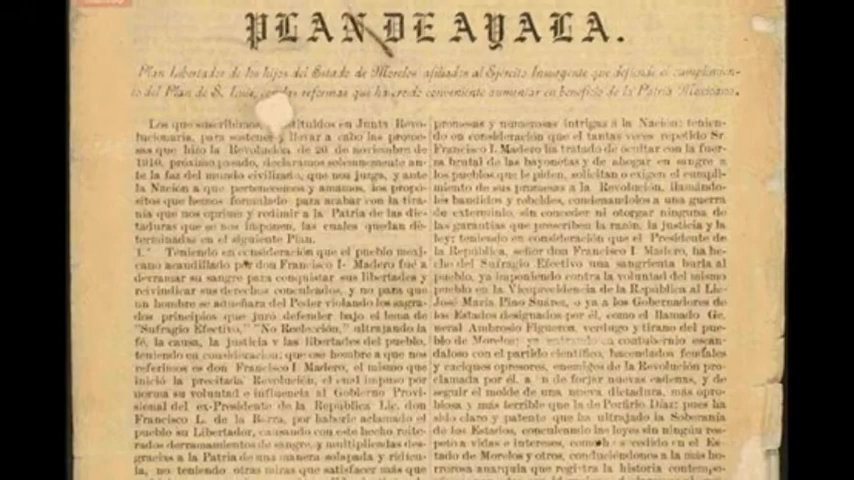 PLAN DE AYALA.
Plan Libertador de los hijos del Estado de Morelos afiliados al Ejército Insurgente que defiende el cumplimien-
to del Plan de S. Luis, con las reformas que ha creido conveniente aumentar en beneficio de la Patria Mexicana.
Los que suscribimos, constituidos en Junta Revo-
lucionaria, para sostener y llevar a cabo las prome-
sas que hizo la Revolución de 20 de noviembre de
1910, próximo pasado, declaramos solemnemente an-
te la faz del mundo civilizado, que nos juzga, y ante
la Nación a que pertenecemos y amamos, los propó-
sitos que hemos formulado para acabar con la tira-
nía que nos oprime y redimir a la Patria de las dic-
taduras que se nos imponen, las cuales quedan de-
terminadas en el siguiente Plan.
1.° Teniendo en consideración que el pueblo mexi-
cano acaudillado por don Francisco I. Madero fué a
derramar su sangre para conquistar sus libertades y
reivindicar sus derechos conculcados, y no para que
un hombre se adueñara del Poder violando los sagra-
dos principios que juró defender bajo el lema de
"Sufragio Efectivo," "No Reelección," ultrajando la
fé, la causa, la justicia y las libertades del pueblo,
teniendo en consideracion: que ese hombre a que nos
referimos es don Francisco I. Madero, el mismo que
inició la precitada Revolución, el cual impuso por
norma su voluntad e influencia al Gobierno Provi-
sional del ex-Presidente de la República Lic. don
Francisco L. de la Barra, por haberle aclamado el
pueblo su Libertador, causando con este hecho reite-
rados derramamientos de sangre, y multiplicadas des-
gracias a la Patria de una manera solapada y ridícu-
la, no teniendo otras miras que satisfacer más que
promesas y numerosas intrigas a la Nación; tenien-
do en consideración que el tantas veces repetido Sr.
Francisco I. Madero ha tratado de ocultar con la fuer-
za brutal de las bayonetas y de ahogar en sangre a
los pueblos que le piden, solicitan o exigen el cumpli-
miento de sus promesas a la Revolución, llamándo-
les bandidos y rebeldes, condenándolos a una guerra
de exterminio, sin conceder ni otorgar ninguna de
las garantias que prescriben la razón, la justicia y la
ley; teniendo en consideración que el Presidente de
la República, señor don Francisco I. Madero, ha he-
cho del Sufragio Efectivo una sangrienta burla al
pueblo, ya imponiendo contra la voluntad del mismo
pueblo en la Vicepresidencia de la República al Lic.
José María Pino Suárez, o ya a los Gobernadores de
los Estados designados por él, como el llamado Ge-
neral Ambrosio Figueroa, verdugo y tirano del pue-
blo de Morelos; ya entrando en contubernio escan-
daloso con el partido científico, hacendados feudales
y caciques opresores, enemigos de la Revolución pro-
clamada por él, a n de forjar nuevas cadenas, y de
seguir el molde de una nueva dictadura, más opro-
biosa y más terrible que la de Porfirio Díaz; pues ha
sido claro y patente que ha ultrajado la Soberanía
de los Estados, conculcando las leyes sin ningún res-
peto a vidas e intereses, como ha sucedido en el Es-
tado de Morelos y otros, conduciéndonos a la más ho-
rrorosa anarquia que registra la historia contempo-